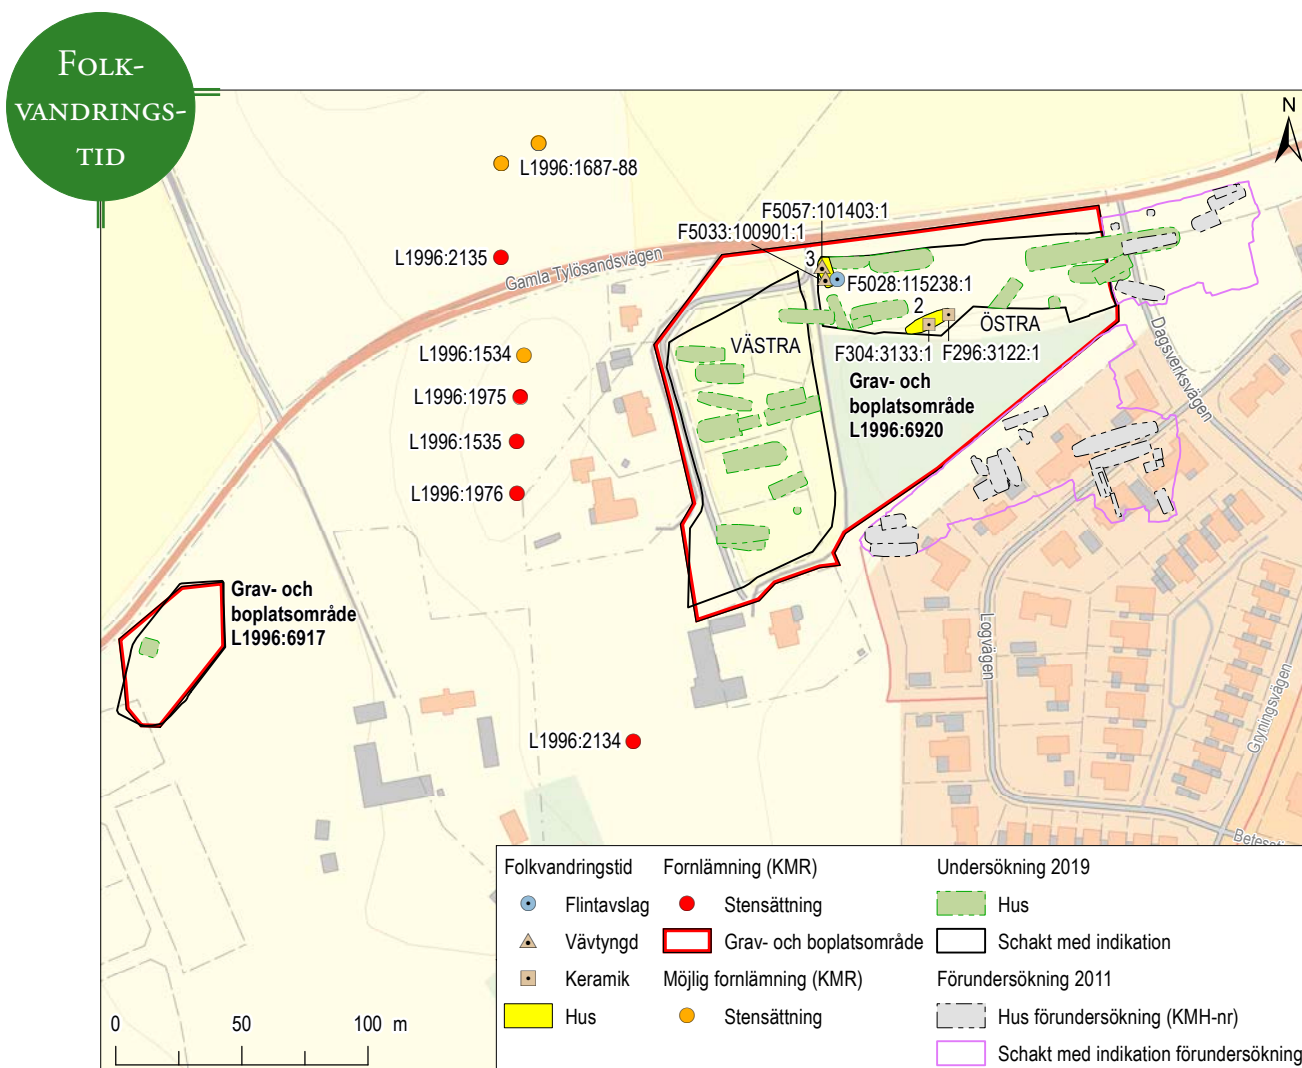 FOLK-
VANDRINGS-
TID
N
L1996:1687-88
F5057:101403:1
F5033:100901:1
L1996:2135
Gamla Tylösandsvägen
3
F5028:115238:1
2
ÖSTRA
VÄSTRA
L1996:1534
F304:3133:1
F296:3122:1
Dagsverksvägen
L1996:1975
Grav- och
boplatsområde
L1996:6920
L1996:1535
L1996:1976
Grav- och
boplatsområde
L1996:6917
Logvägen
Gryningsvägen
L1996:2134
Folkvandringstid
Flintavslag
Vävtyngd
Keramik
Hus
Fornlämning (KMR)
Stensättning
Grav- och boplatsområde
Möjlig fornlämning (KMR)
Stensättning
Undersökning 2019
Hus
Schakt med indikation
Förundersökning 2011
Hus förundersökning (KMH-nr)
Schakt med indikation förundersökning
0 50 100 m